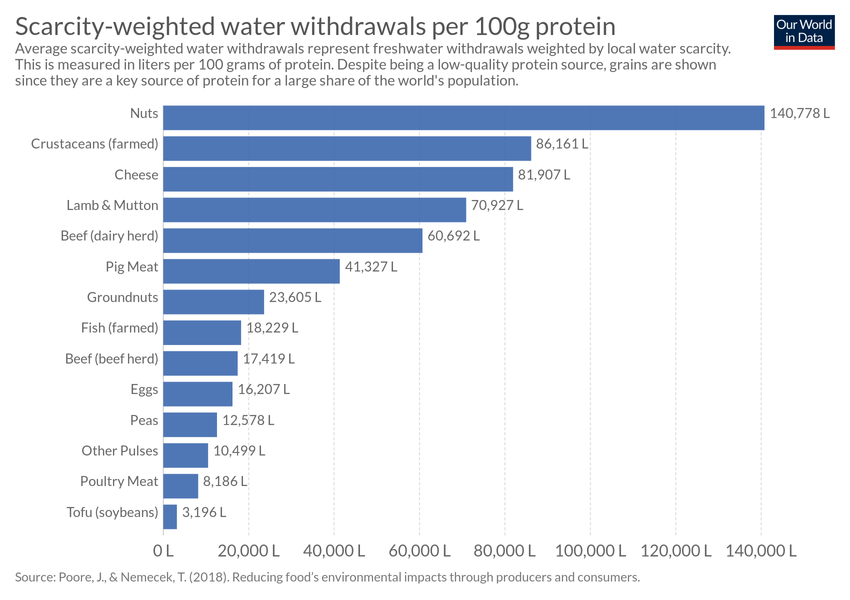 Scarcity-weighted water withdrawals per 100g protein
Our World
in Data
Average scarcity-weighted water withdrawals represent freshwater withdrawals weighted by local water scarcity.
This is measured in liters per 100 grams of protein. Despite being a low-quality protein source, grains are shown
since they are a key source of protein for a large share of the world's population.
Nuts 140,778 L
Crustaceans (farmed) 86,161 L
Cheese 81,907 L
Lamb & Mutton 70,927 L
Beef (dairy herd) 60,692 L
Pig Meat 41,327 L
Groundnuts 23,605 L
Fish (farmed) 18,229 L
Beef (beef herd) 17,419 L
Eggs 16,207 L
Peas 12,578 L
Other Pulses 10,499 L
Poultry Meat 8,186 L
Tofu (soybeans) 3,196 L
0 L 20,000 L 40,000 L 60,000 L 80,000 L 100,000 L 120,000 L 140,000 L
Source: Poore, J., & Nemecek, T. (2018). Reducing food's environmental impacts through producers and consumers.